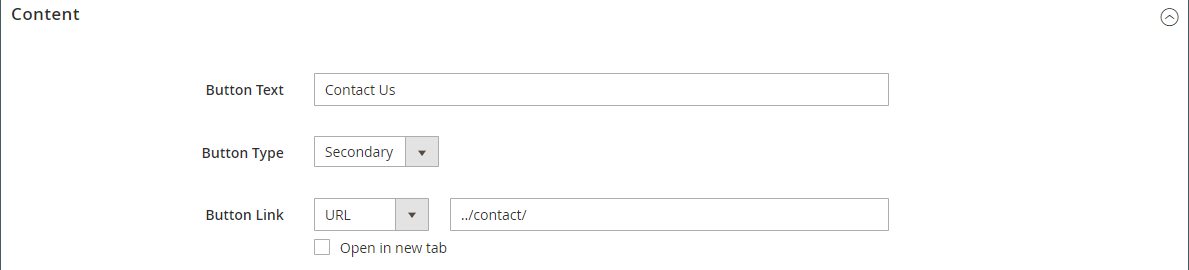 Content
Button Text Contact Us
Button Type Secondary
Button Link URL ../contact/
Open in new tab